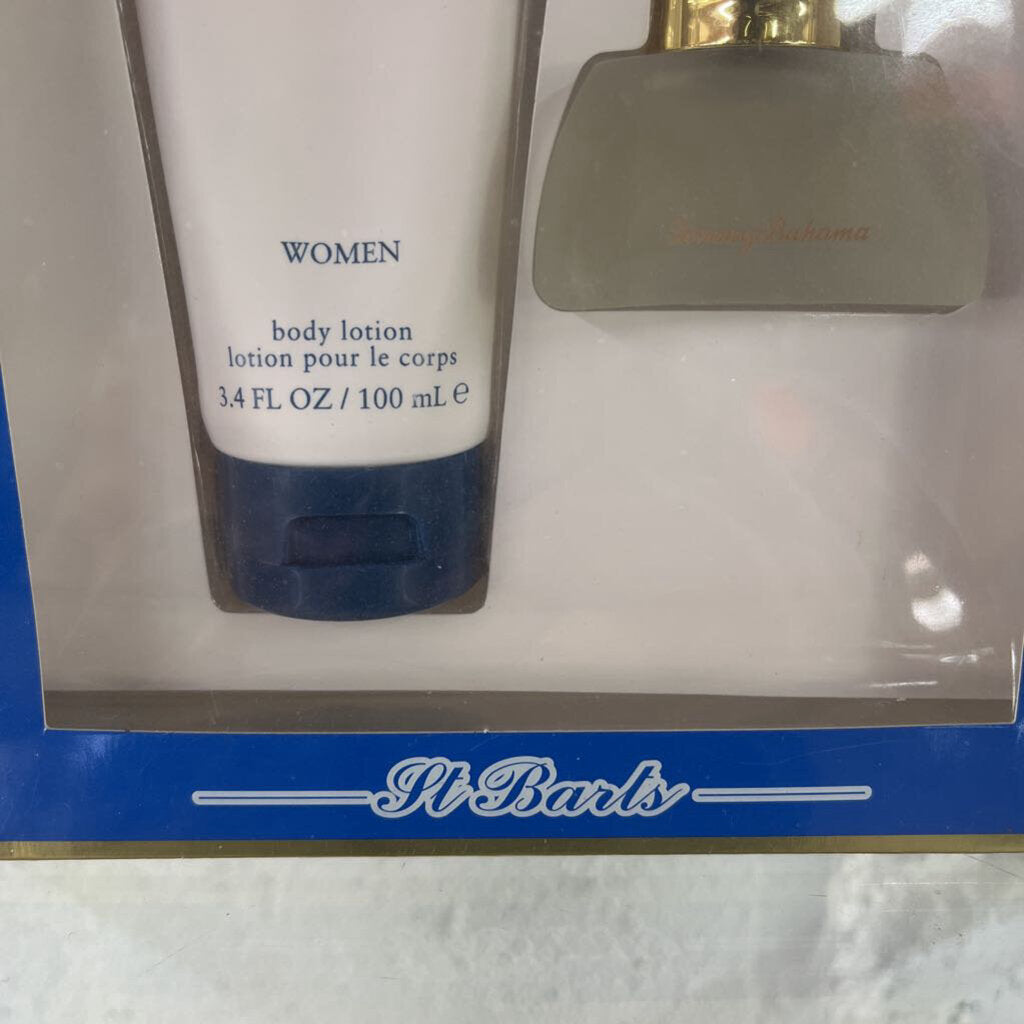 Tommy Bahama
WOMEN
body lotion
lotion pour le corps
3.4 FL OZ / 100 mL ℮
St Barts